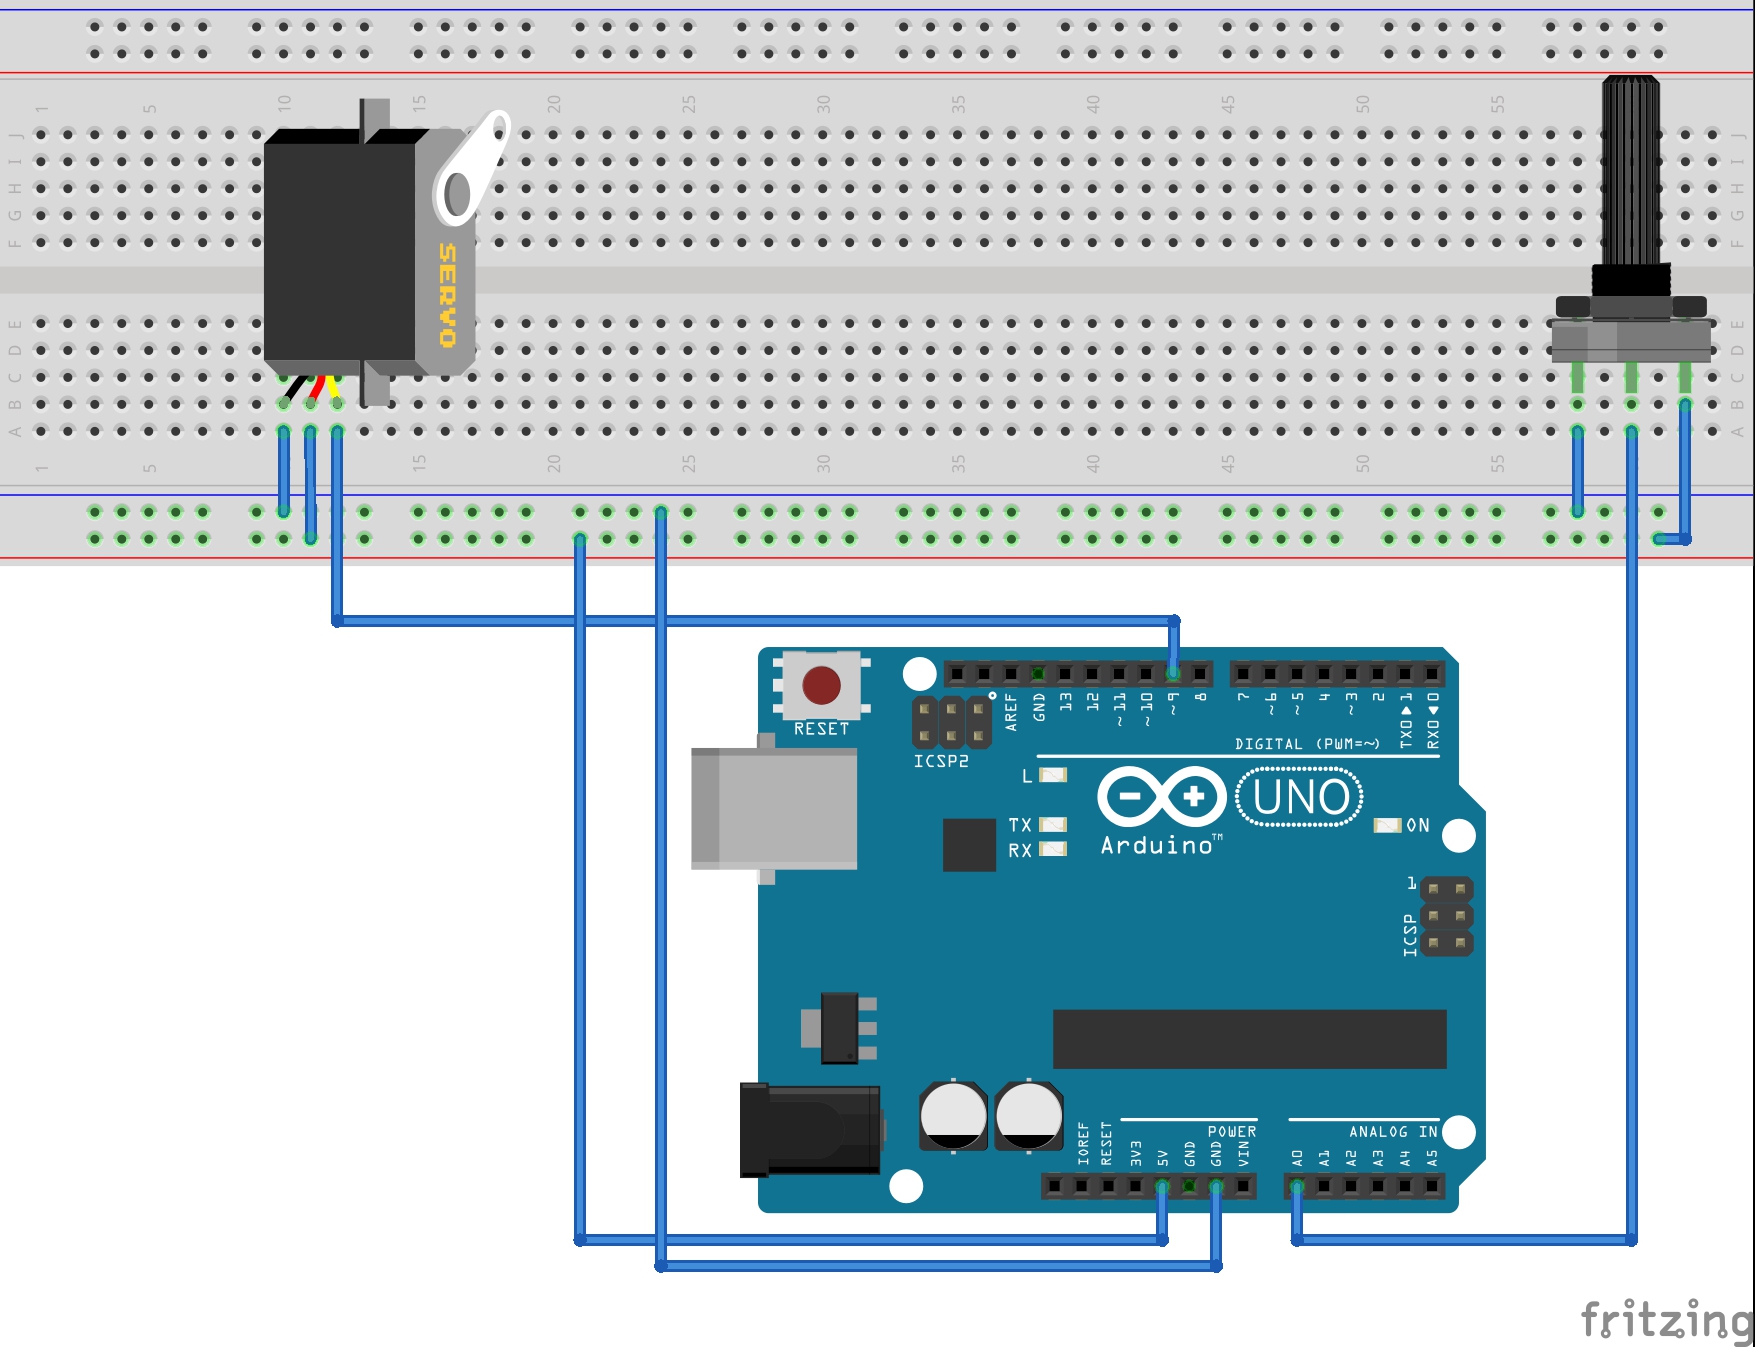 1 5 10 15 20 25 30 35 40 45 50 55
J J
I I
H H
G G
F F
SERVO
E E
D D
C C
B B
A A
1 5 15 20 25 30 35 40 45 50 55
RESET
AREF GND 13 12 ~11 ~10 ~9 8 7 ~6 ~5 4 ~3 2 TX0▶1 RX0◀0
ICSP2
DIGITAL (PWM=~)
L
UNO
TX
RX
ON
Arduino™
1
ICSP
POWER
ANALOG IN
IOREF RESET 3V3 5V GND GND VIN A0 A1 A2 A3 A4 A5
fritzing